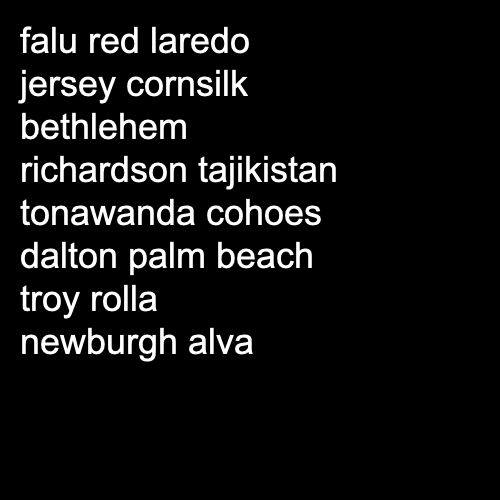 falu red laredo
jersey cornsilk
bethlehem
richardson tajikistan
tonawanda cohoes
dalton palm beach
troy rolla
newburgh alva